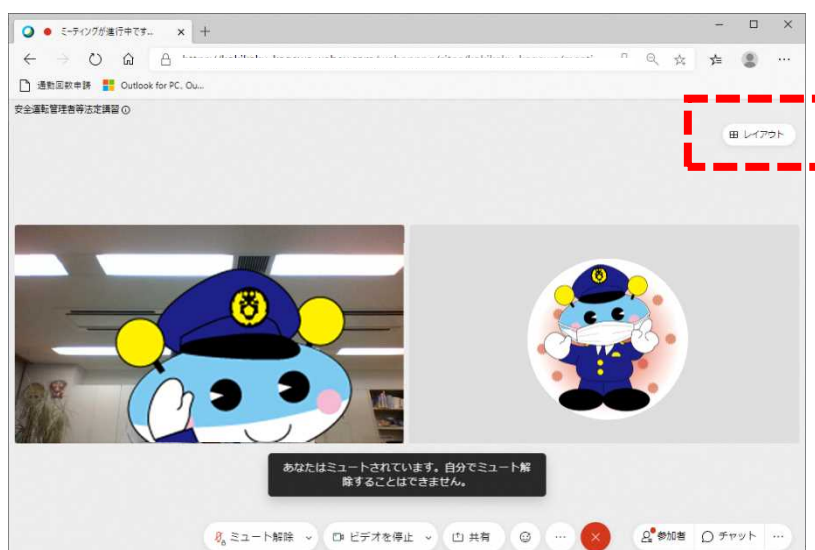 ミーティングが進行中です...
通勤回数申請 Outlook for PC, Ou...
安全運転管理者等法定講習
レイアウト
あなたはミュートされています。自分でミュート解
除することはできません。
ミュート解除 ビデオを停止 共有 参加者 チャット